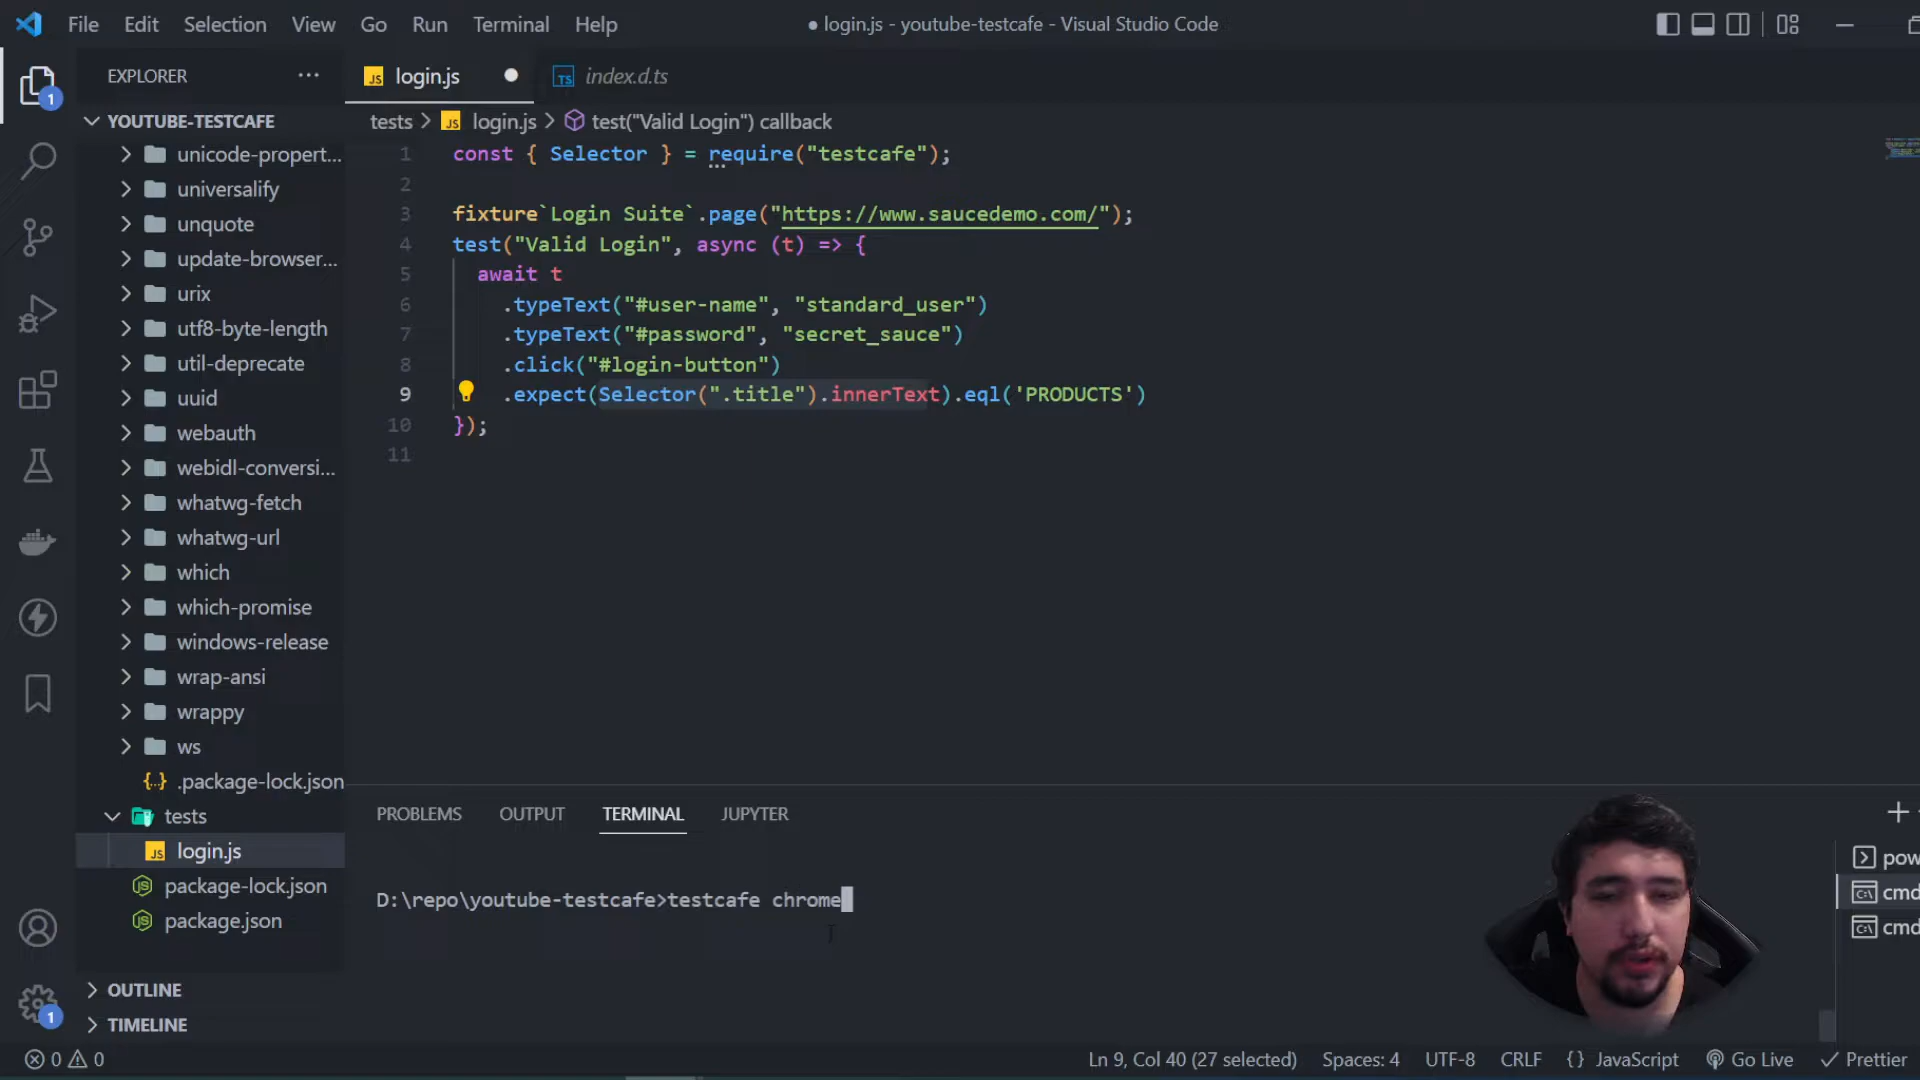 File Edit Selection View Go Run Terminal Help
● login.js - youtube-testcafe - Visual Studio Code
EXPLORER
login.js
TS index.d.ts
1
YOUTUBE-TESTCAFE
tests > JS login.js > test("Valid Login") callback
unicode-propert...
universalify
unquote
update-browser...
urix
utf8-byte-length
util-deprecate
uuid
webauth
webidl-conversi...
whatwg-fetch
whatwg-url
which
which-promise
windows-release
wrap-ansi
wrappy
ws
{..} .package-lock.json
tests
JS login.js
package-lock.json
package.json
OUTLINE
TIMELINE
1
1 const { Selector } = require("testcafe");
2
3 fixture`Login Suite`.page("https://www.saucedemo.com/");
4 test("Valid Login", async (t) => {
5 await t
6 .typeText("#user-name", "standard_user")
7 .typeText("#password", "secret_sauce")
8 .click("#login-button")
9 .expect(Selector(".title").innerText).eql('PRODUCTS')
10 });
11
PROBLEMS OUTPUT TERMINAL JUPYTER
D:\repo\youtube-testcafe>testcafe chrome
pow
cmd
cmd
0 0
Ln 9, Col 40 (27 selected) Spaces: 4 UTF-8 CRLF {} JavaScript Go Live Prettier